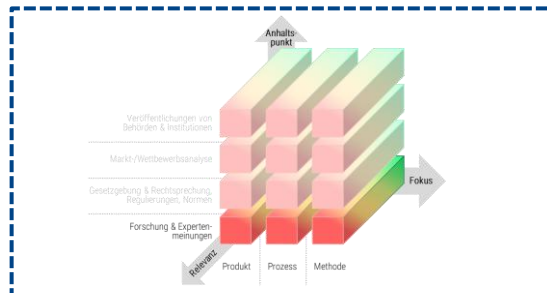 Anhalts-
punkt
Veröffentlichungen von
Behörden & Institutionen
Markt-/Wettbewerbsanalyse
Gesetzgebung & Rechtsprechung,
Regulierungen, Normen
Fokus
Forschung & Experten-
meinungen
Relevanz
Produkt
Prozess
Methode